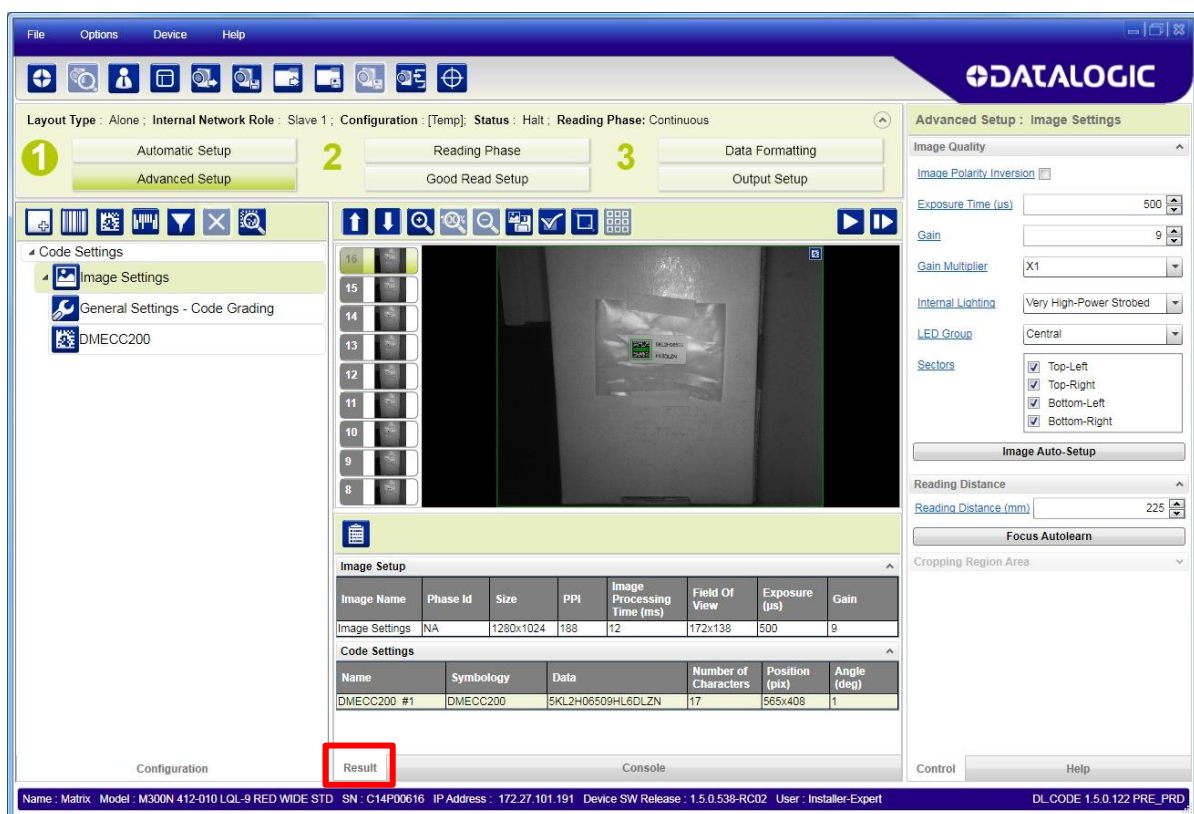 File Options Device Help
DATALOGIC
Layout Type : Alone ; Internal Network Role : Slave 1 ; Configuration : [Temp]; Status : Halt ; Reading Phase: Continuous
1 Automatic Setup 2 Reading Phase 3 Data Formatting
Advanced Setup Good Read Setup Output Setup
Code Settings
Image Settings
General Settings - Code Grading
DMECC200
Configuration
16
15
14
13
12
11
10
9
8
Image Setup
Image Name Phase Id Size PPI Image Processing Time (ms) Field Of View Exposure (µs) Gain
Image Settings NA 1280x1024 188 12 172x138 500 9
Code Settings
Name Symbology Data Number of Characters Position (pix) Angle (deg)
DMECC200 #1 DMECC200 5KL2H06509HL6DLZN 17 565x408 1
Result Console
Advanced Setup : Image Settings
Image Quality
Image Polarity Inversion
Exposure Time (µs) 500
Gain 9
Gain Multiplier X1
Internal Lighting Very High-Power Strobed
LED Group Central
Sectors Top-Left
Top-Right
Bottom-Left
Bottom-Right
Image Auto-Setup
Reading Distance
Reading Distance (mm) 225
Focus Autolearn
Cropping Region Area
Control Help
Name : Matrix Model : M300N 412-010 LQL-9 RED WIDE STD SN : C14P00616 IP Address : 172.27.101.191 Device SW Release : 1.5.0.538-RC02 User : Installer-Expert DL.CODE 1.5.0.122 PRE_PRD